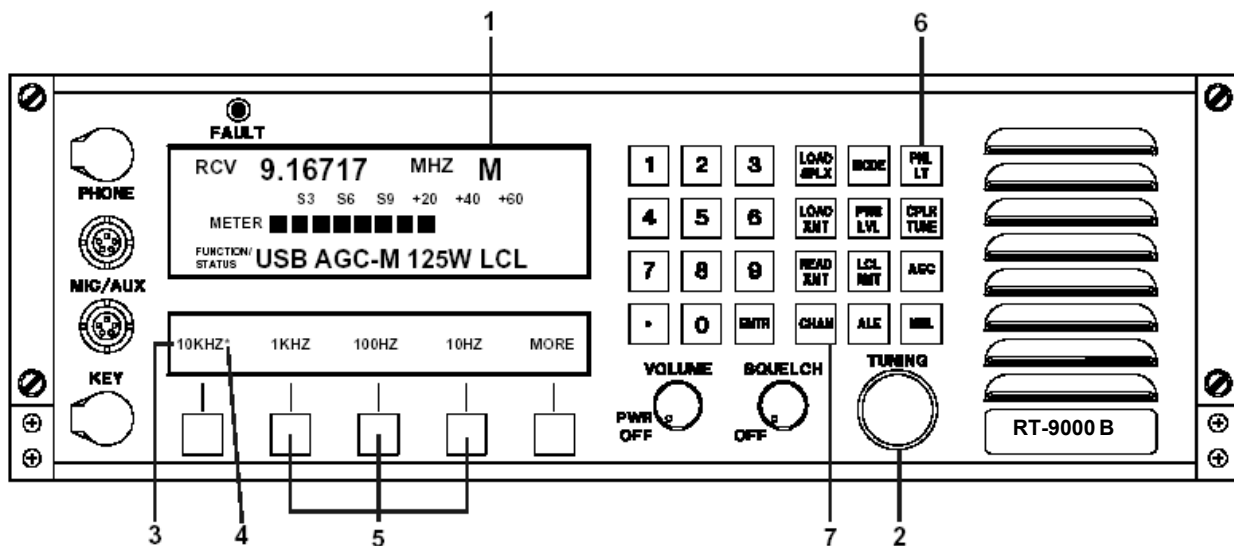 1
6
FAULT
RCV 9.16717 MHZ M
S3 S6 S9 +20 +40 +60
METER
FUNCTION/
STATUS
USB AGC-M 125W LCL
PHONE
MIC/AUX
KEY
10KHZ* 1KHZ 100HZ 10HZ MORE
1 2 3
LOAD
SPLX
MODE
PNL
LT
4 5 6
LOAD
XMT
PWR
LVL
CPLR
TUNE
7 8 9
READ
XMT
LCL
RMT
AGC
. 0 ENTR CHAN ALE
VOLUME
PWR
OFF
SQUELCH
OFF
TUNING
RT-9000 B
3 4 5 7 2